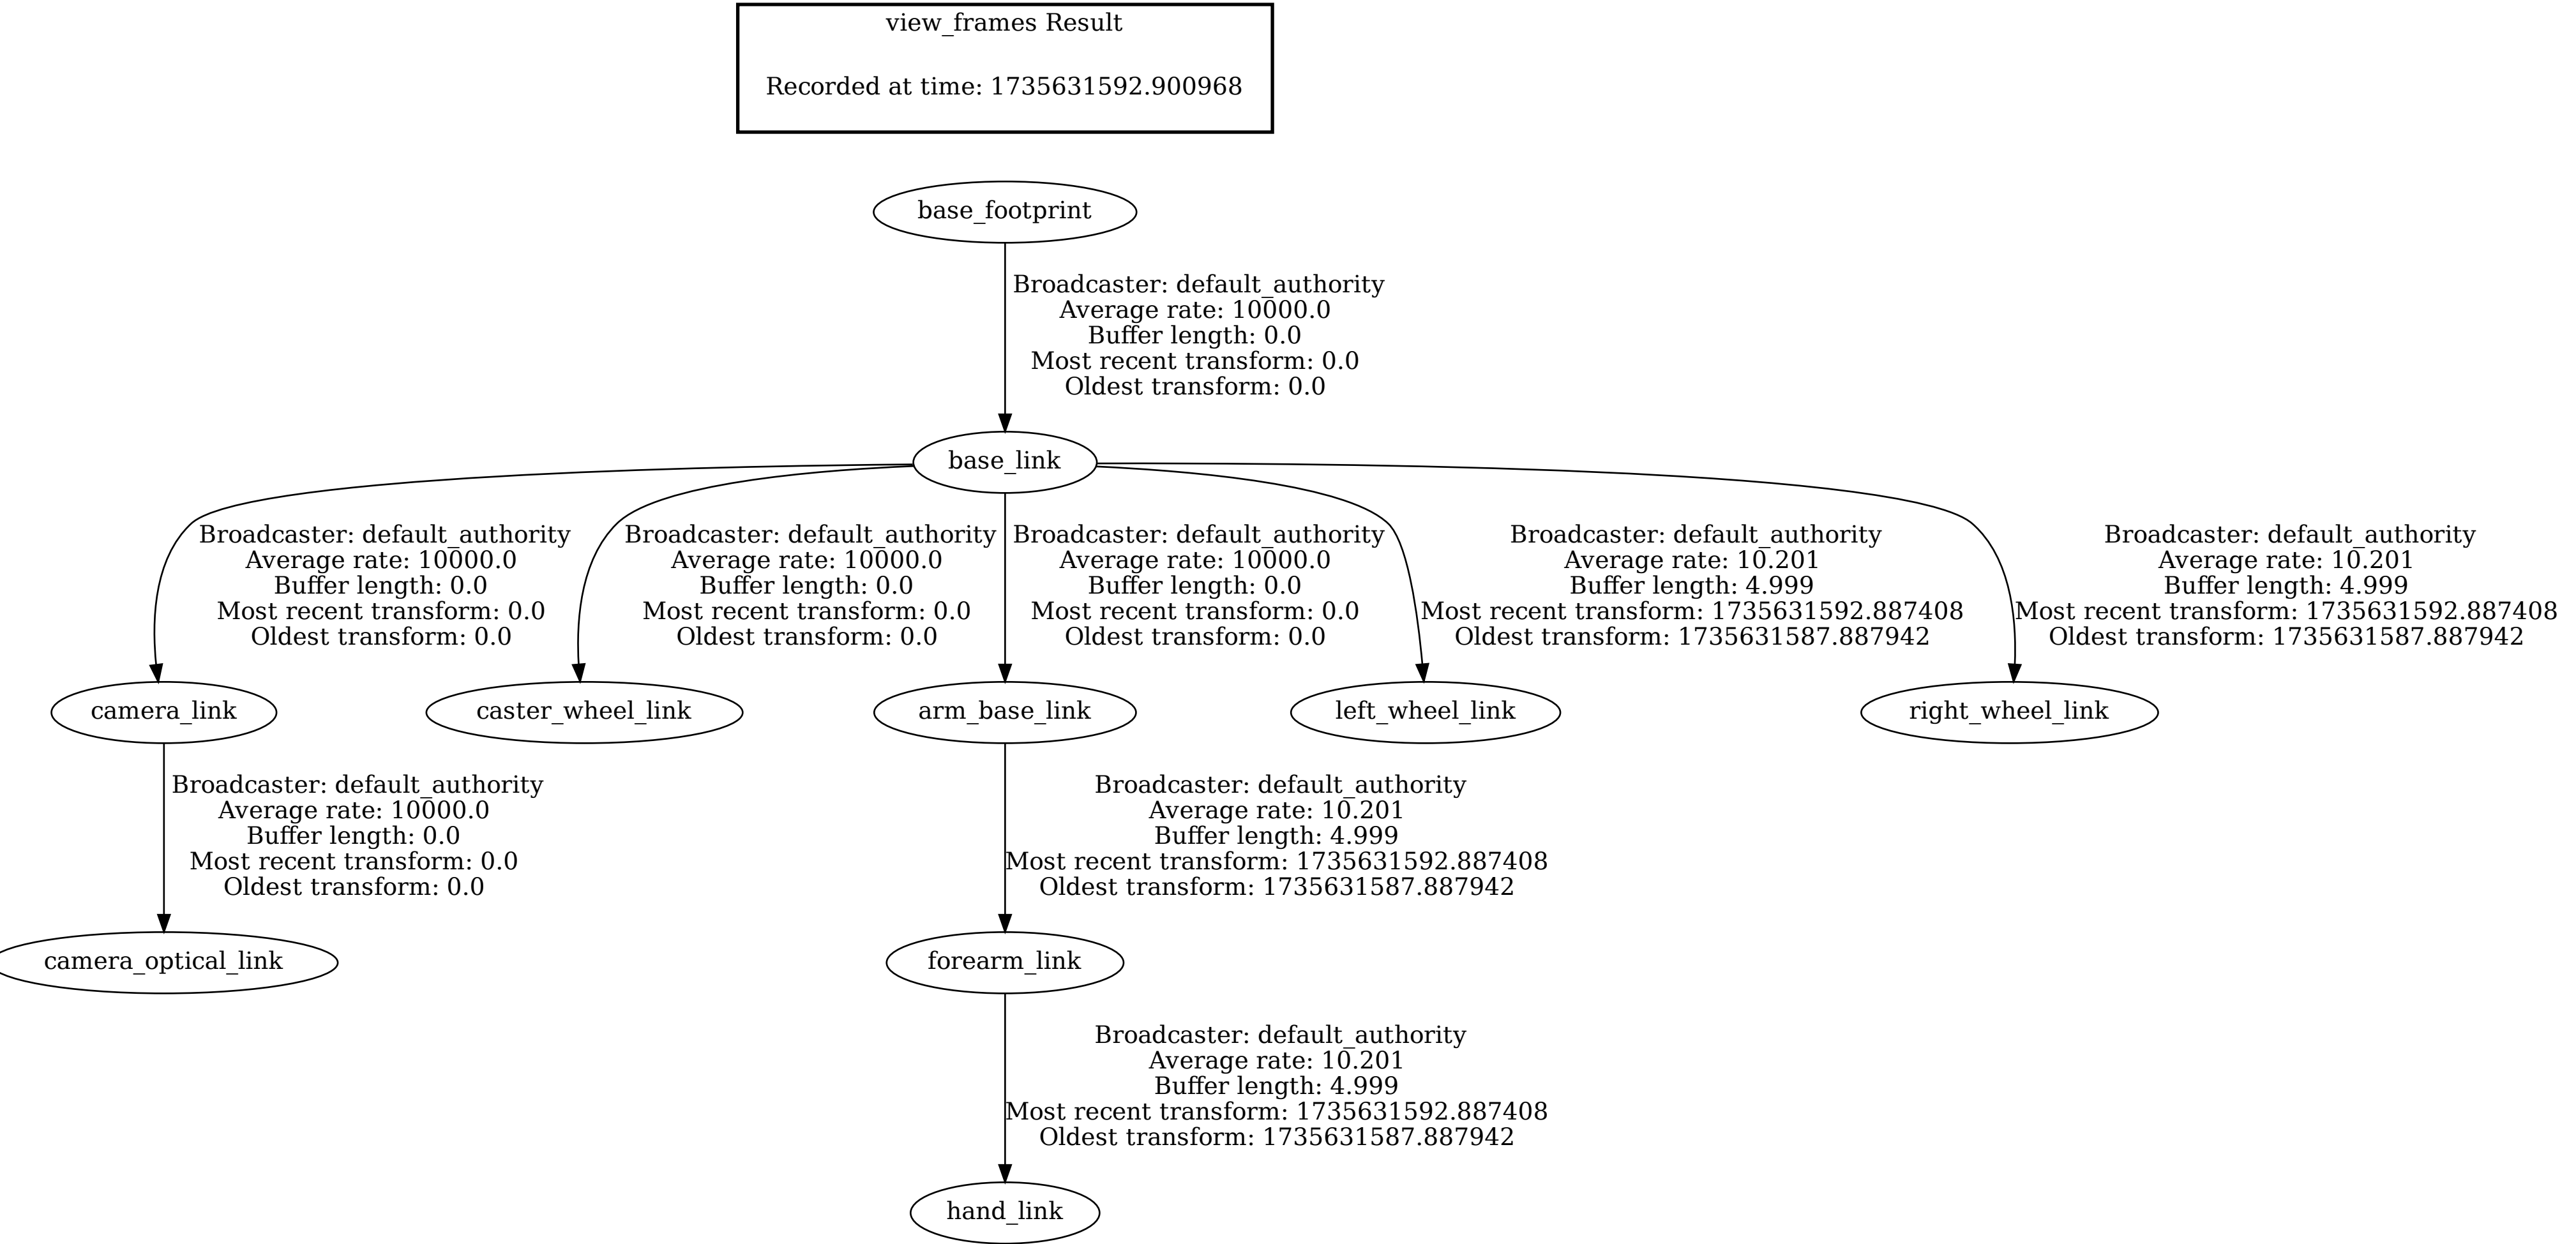 view_frames Result
Recorded at time: 1735631592.900968
base_footprint
Broadcaster: default_authority
Average rate: 10000.0
Buffer length: 0.0
Most recent transform: 0.0
Oldest transform: 0.0
base_link
Broadcaster: default_authority
Average rate: 10000.0
Buffer length: 0.0
Most recent transform: 0.0
Oldest transform: 0.0
Broadcaster: default_authority
Average rate: 10000.0
Buffer length: 0.0
Most recent transform: 0.0
Oldest transform: 0.0
Broadcaster: default_authority
Average rate: 10000.0
Buffer length: 0.0
Most recent transform: 0.0
Oldest transform: 0.0
Broadcaster: default_authority
Average rate: 10.201
Buffer length: 4.999
Most recent transform: 1735631592.887408
Oldest transform: 1735631587.887942
Broadcaster: default_authority
Average rate: 10.201
Buffer length: 4.999
Most recent transform: 1735631592.887408
Oldest transform: 1735631587.887942
camera_link
caster_wheel_link
arm_base_link
left_wheel_link
right_wheel_link
Broadcaster: default_authority
Average rate: 10000.0
Buffer length: 0.0
Most recent transform: 0.0
Oldest transform: 0.0
Broadcaster: default_authority
Average rate: 10.201
Buffer length: 4.999
Most recent transform: 1735631592.887408
Oldest transform: 1735631587.887942
camera_optical_link
forearm_link
Broadcaster: default_authority
Average rate: 10.201
Buffer length: 4.999
Most recent transform: 1735631592.887408
Oldest transform: 1735631587.887942
hand_link